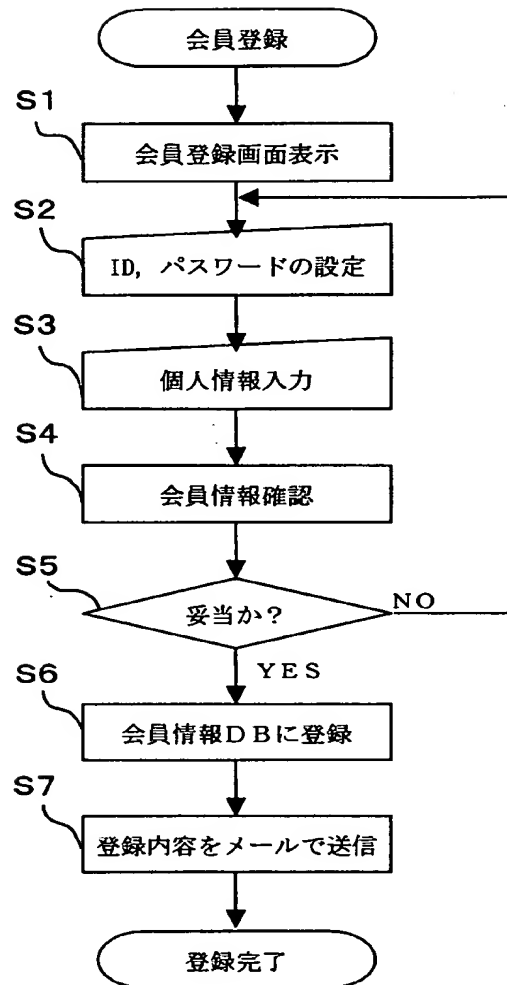 会員登録
S1
会員登録画面表示
S2
ID, パスワードの設定
S3
個人情報入力
S4
会員情報確認
S5
妥当か？
NO
YES
S6
会員情報DBに登録
S7
登録内容をメールで送信
登録完了